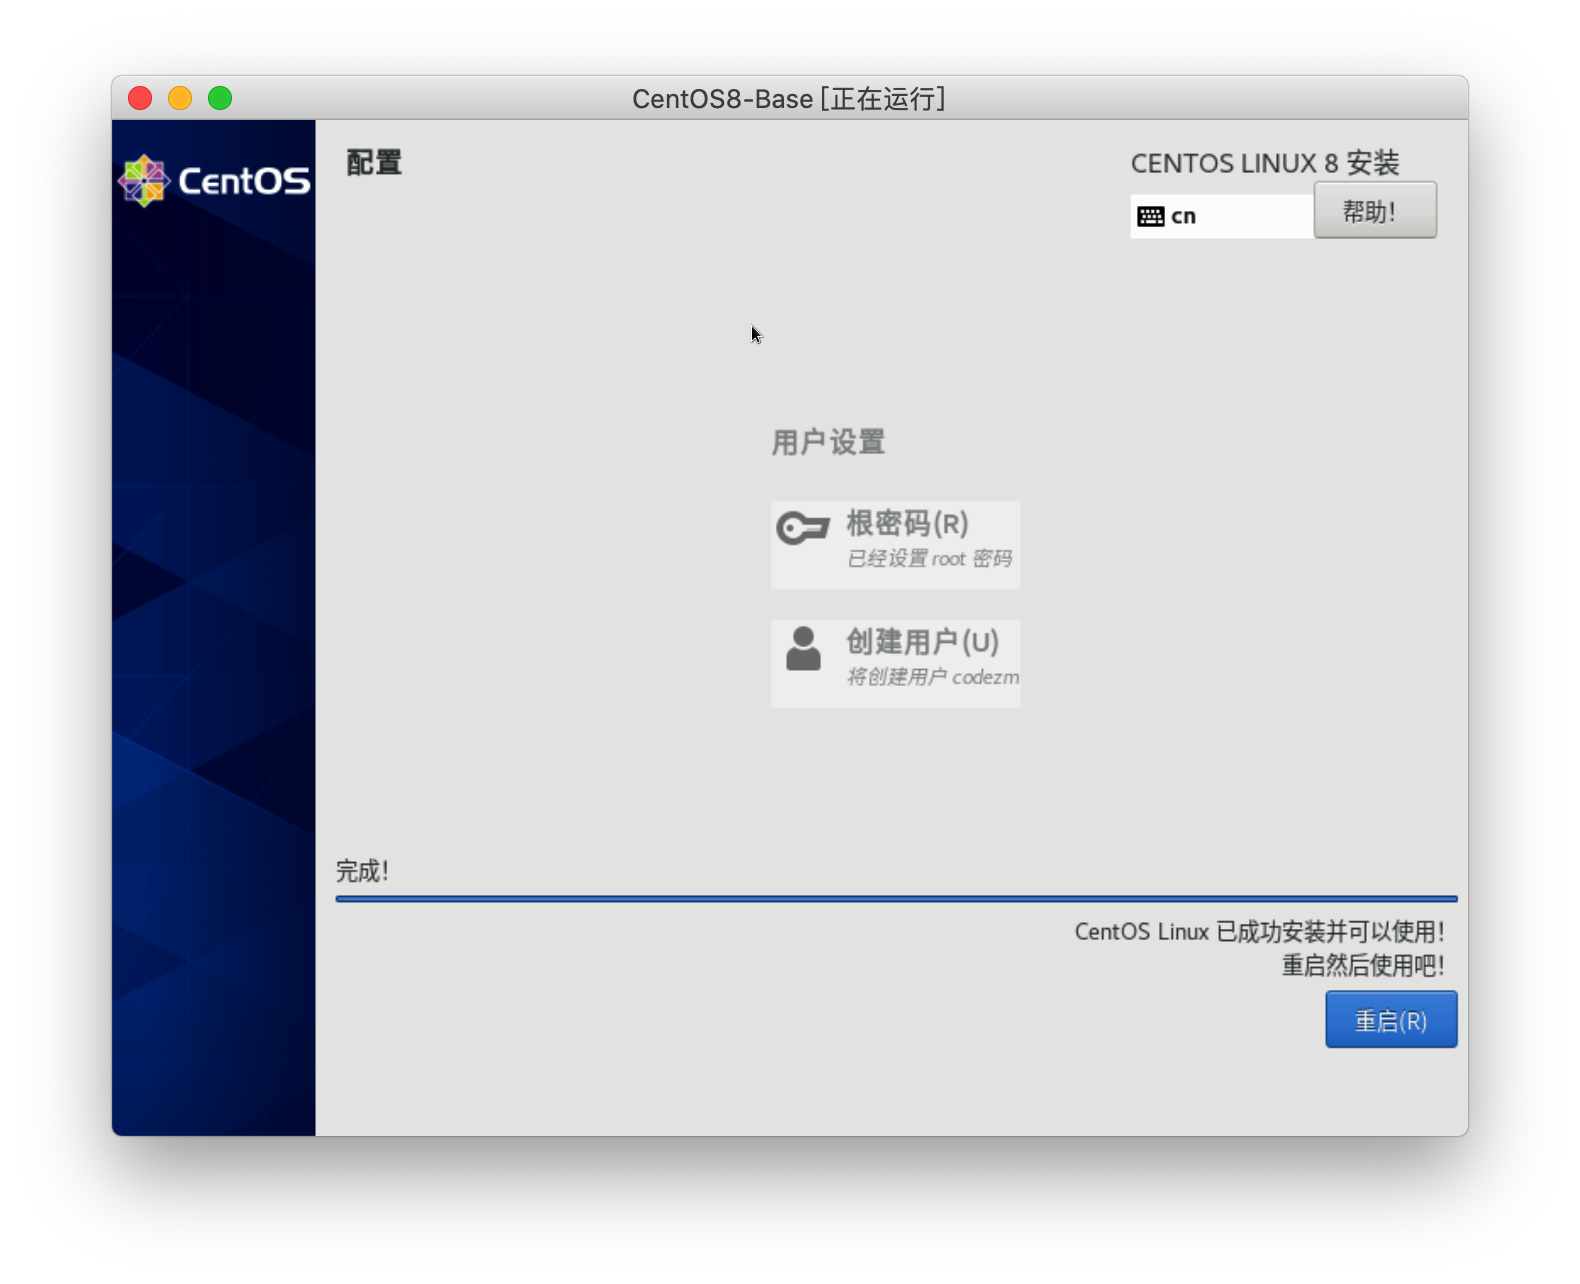 CentOS8-Base [正在运行]
CentOS
配置
CENTOS LINUX 8 安装
cn
帮助!
用户设置
根密码(R)
已经设置 root 密码
创建用户(U)
将创建用户 codezm
完成!
CentOS Linux 已成功安装并可以使用!
重启然后使用吧!
重启(R)